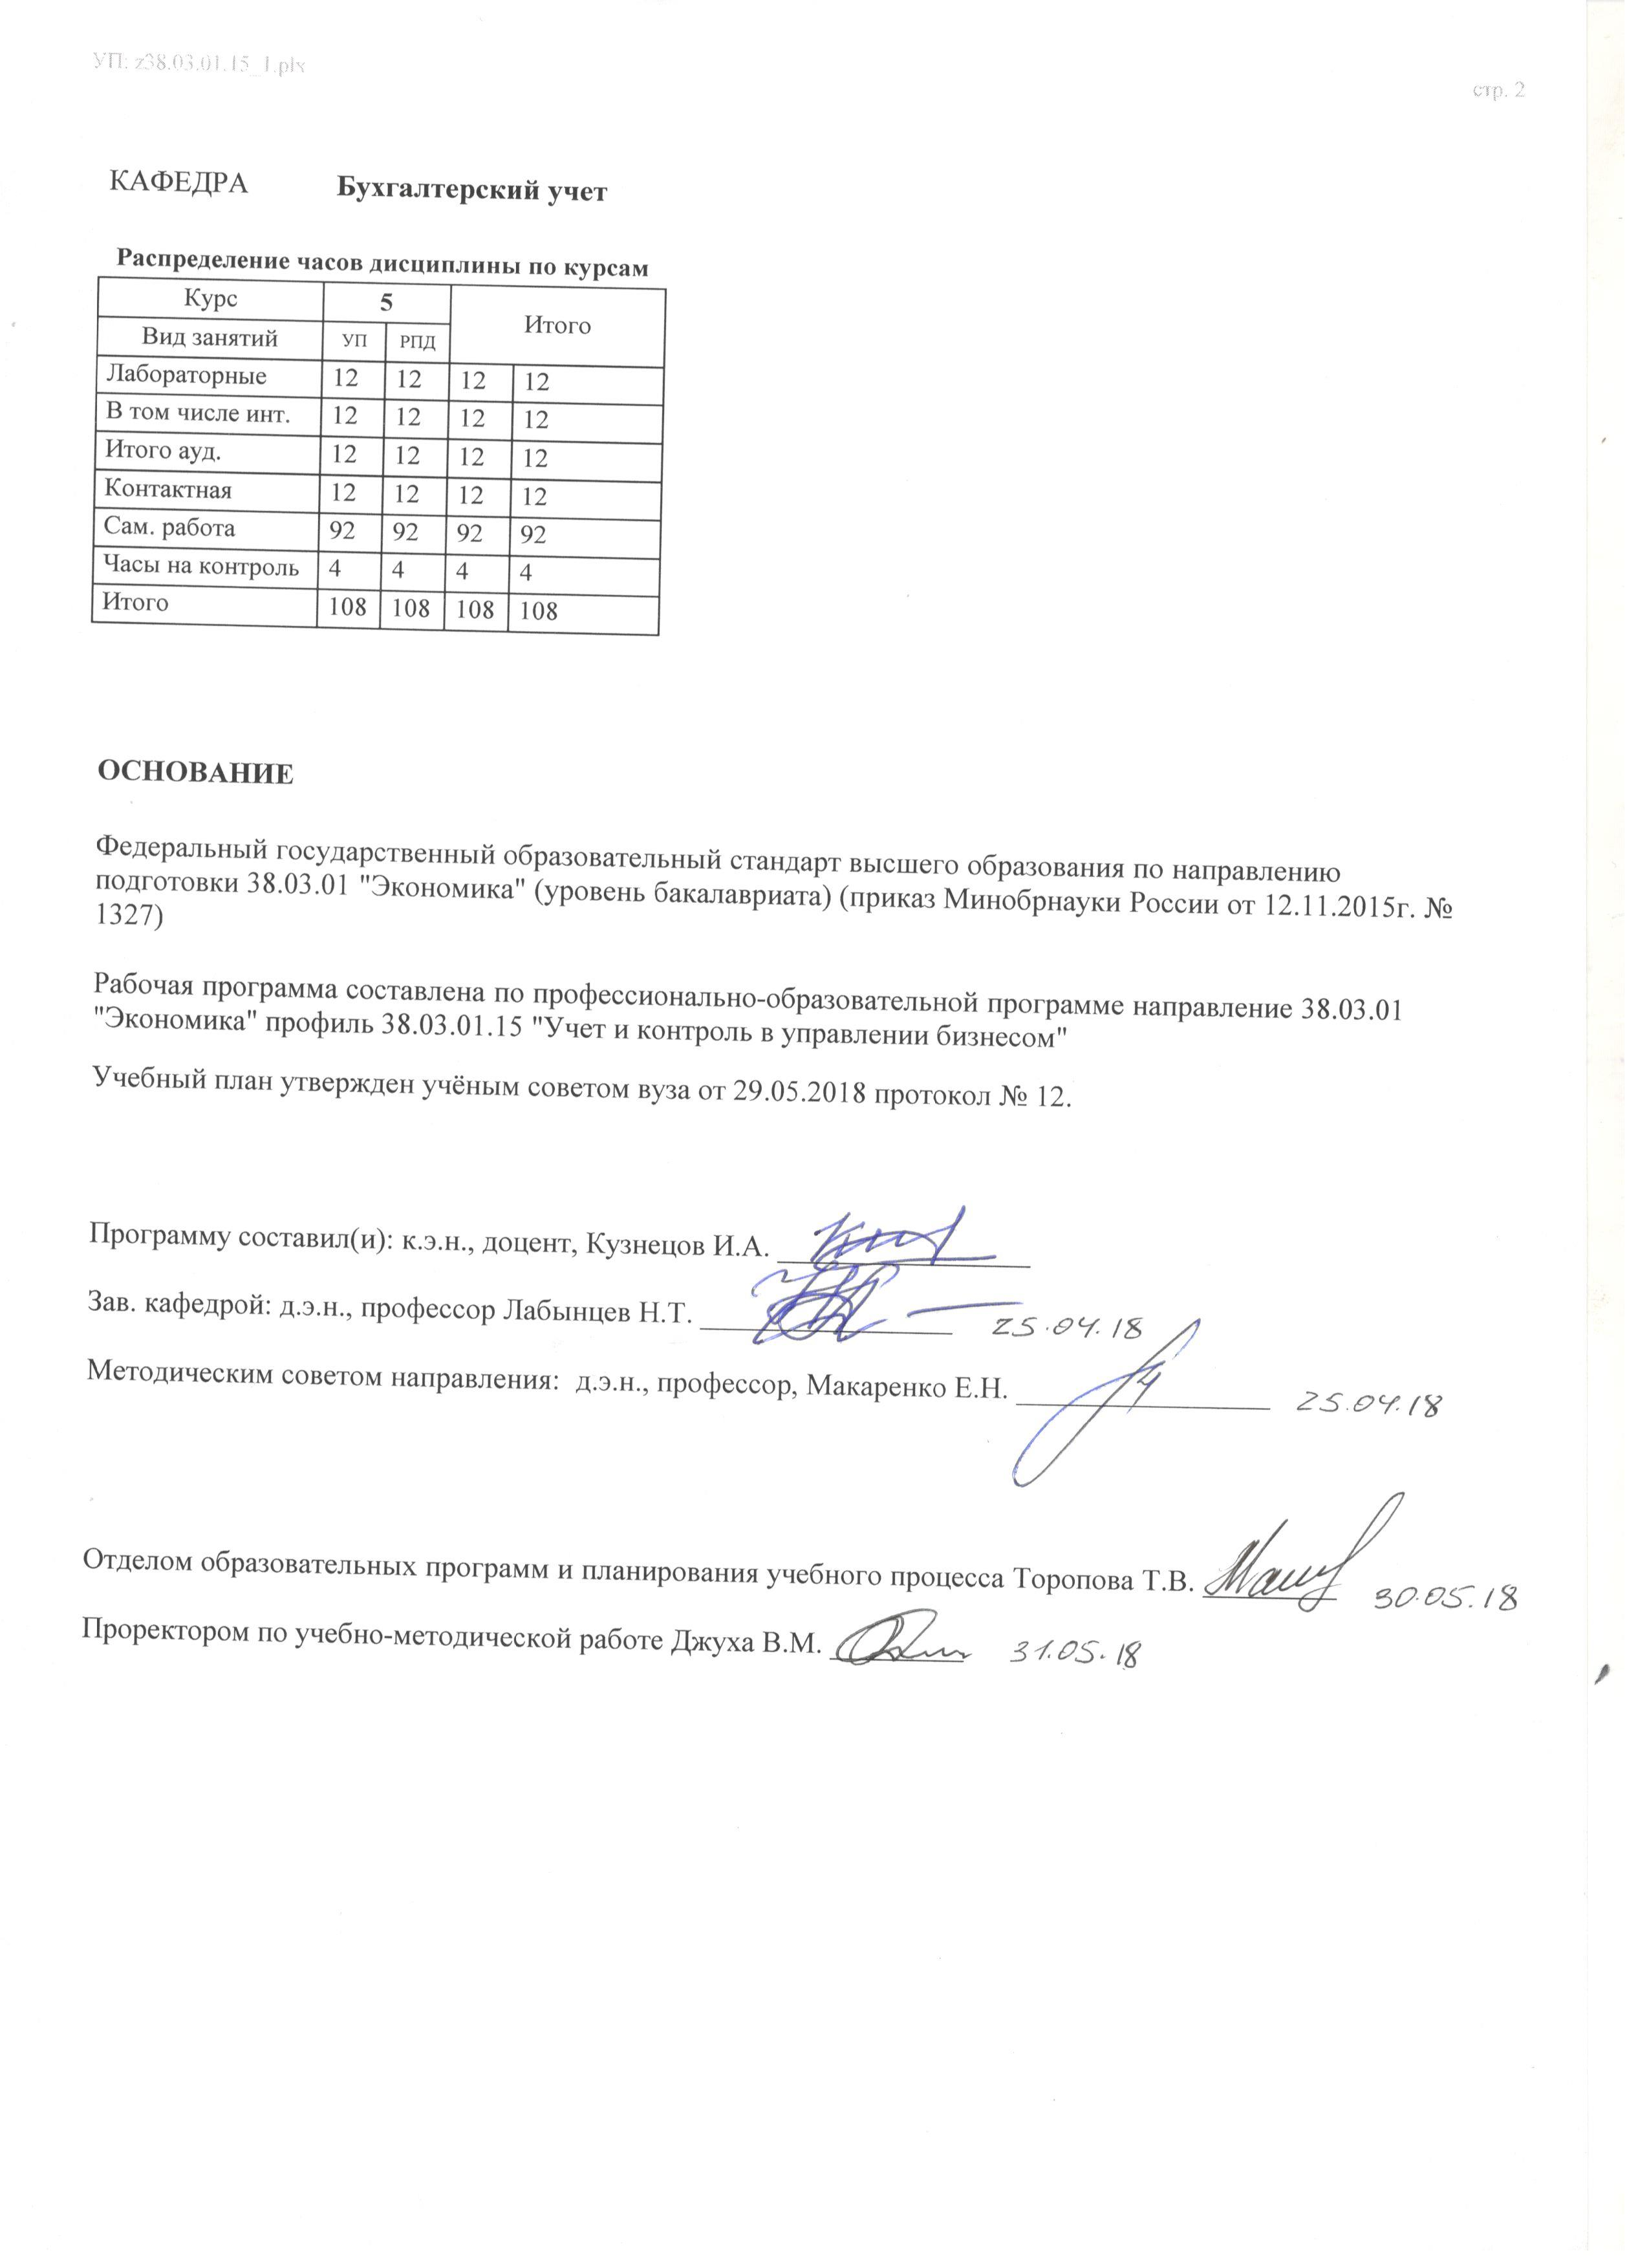 УП: z38.03.01.15_1.plx
стр. 2
КАФЕДРА Бухгалтерский учет
Распределение часов дисциплины по курсам
Курс 5 Итого
Вид занятий УП РПД
Лабораторные 12 12 12 12
В том числе инт. 12 12 12 12
Итого ауд. 12 12 12 12
Контактная 12 12 12 12
Сам. работа 92 92 92 92
Часы на контроль 4 4 4 4
Итого 108 108 108 108
ОСНОВАНИЕ
Федеральный государственный образовательный стандарт высшего образования по направлению
подготовки 38.03.01 "Экономика" (уровень бакалавриата) (приказ Минобрнауки России от 12.11.2015г. №
1327)
Рабочая программа составлена по профессионально-образовательной программе направление 38.03.01
"Экономика" профиль 38.03.01.15 "Учет и контроль в управлении бизнесом"
Учебный план утвержден учёным советом вуза от 29.05.2018 протокол № 12.
Программу составил(и): к.э.н., доцент, Кузнецов И.А.
Зав. кафедрой: д.э.н., профессор Лабынцев Н.Т. 25.04.18
Методическим советом направления: д.э.н., профессор, Макаренко Е.Н. 25.04.18
Отделом образовательных программ и планирования учебного процесса Торопова Т.В. 30.05.18
Проректором по учебно-методической работе Джуха В.М. 31.05.18